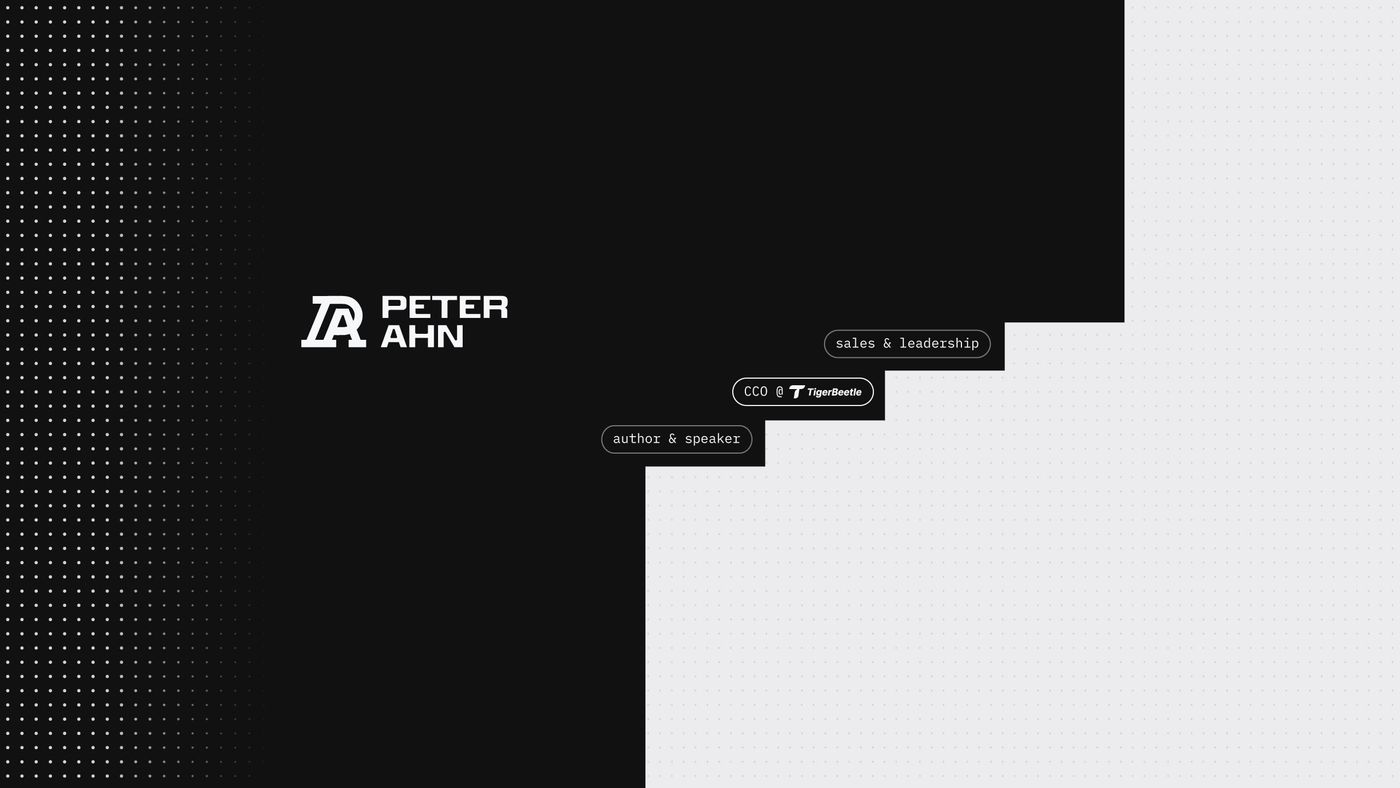 PETER
AHN
sales & leadership
CCO @ TigerBeetle
author & speaker